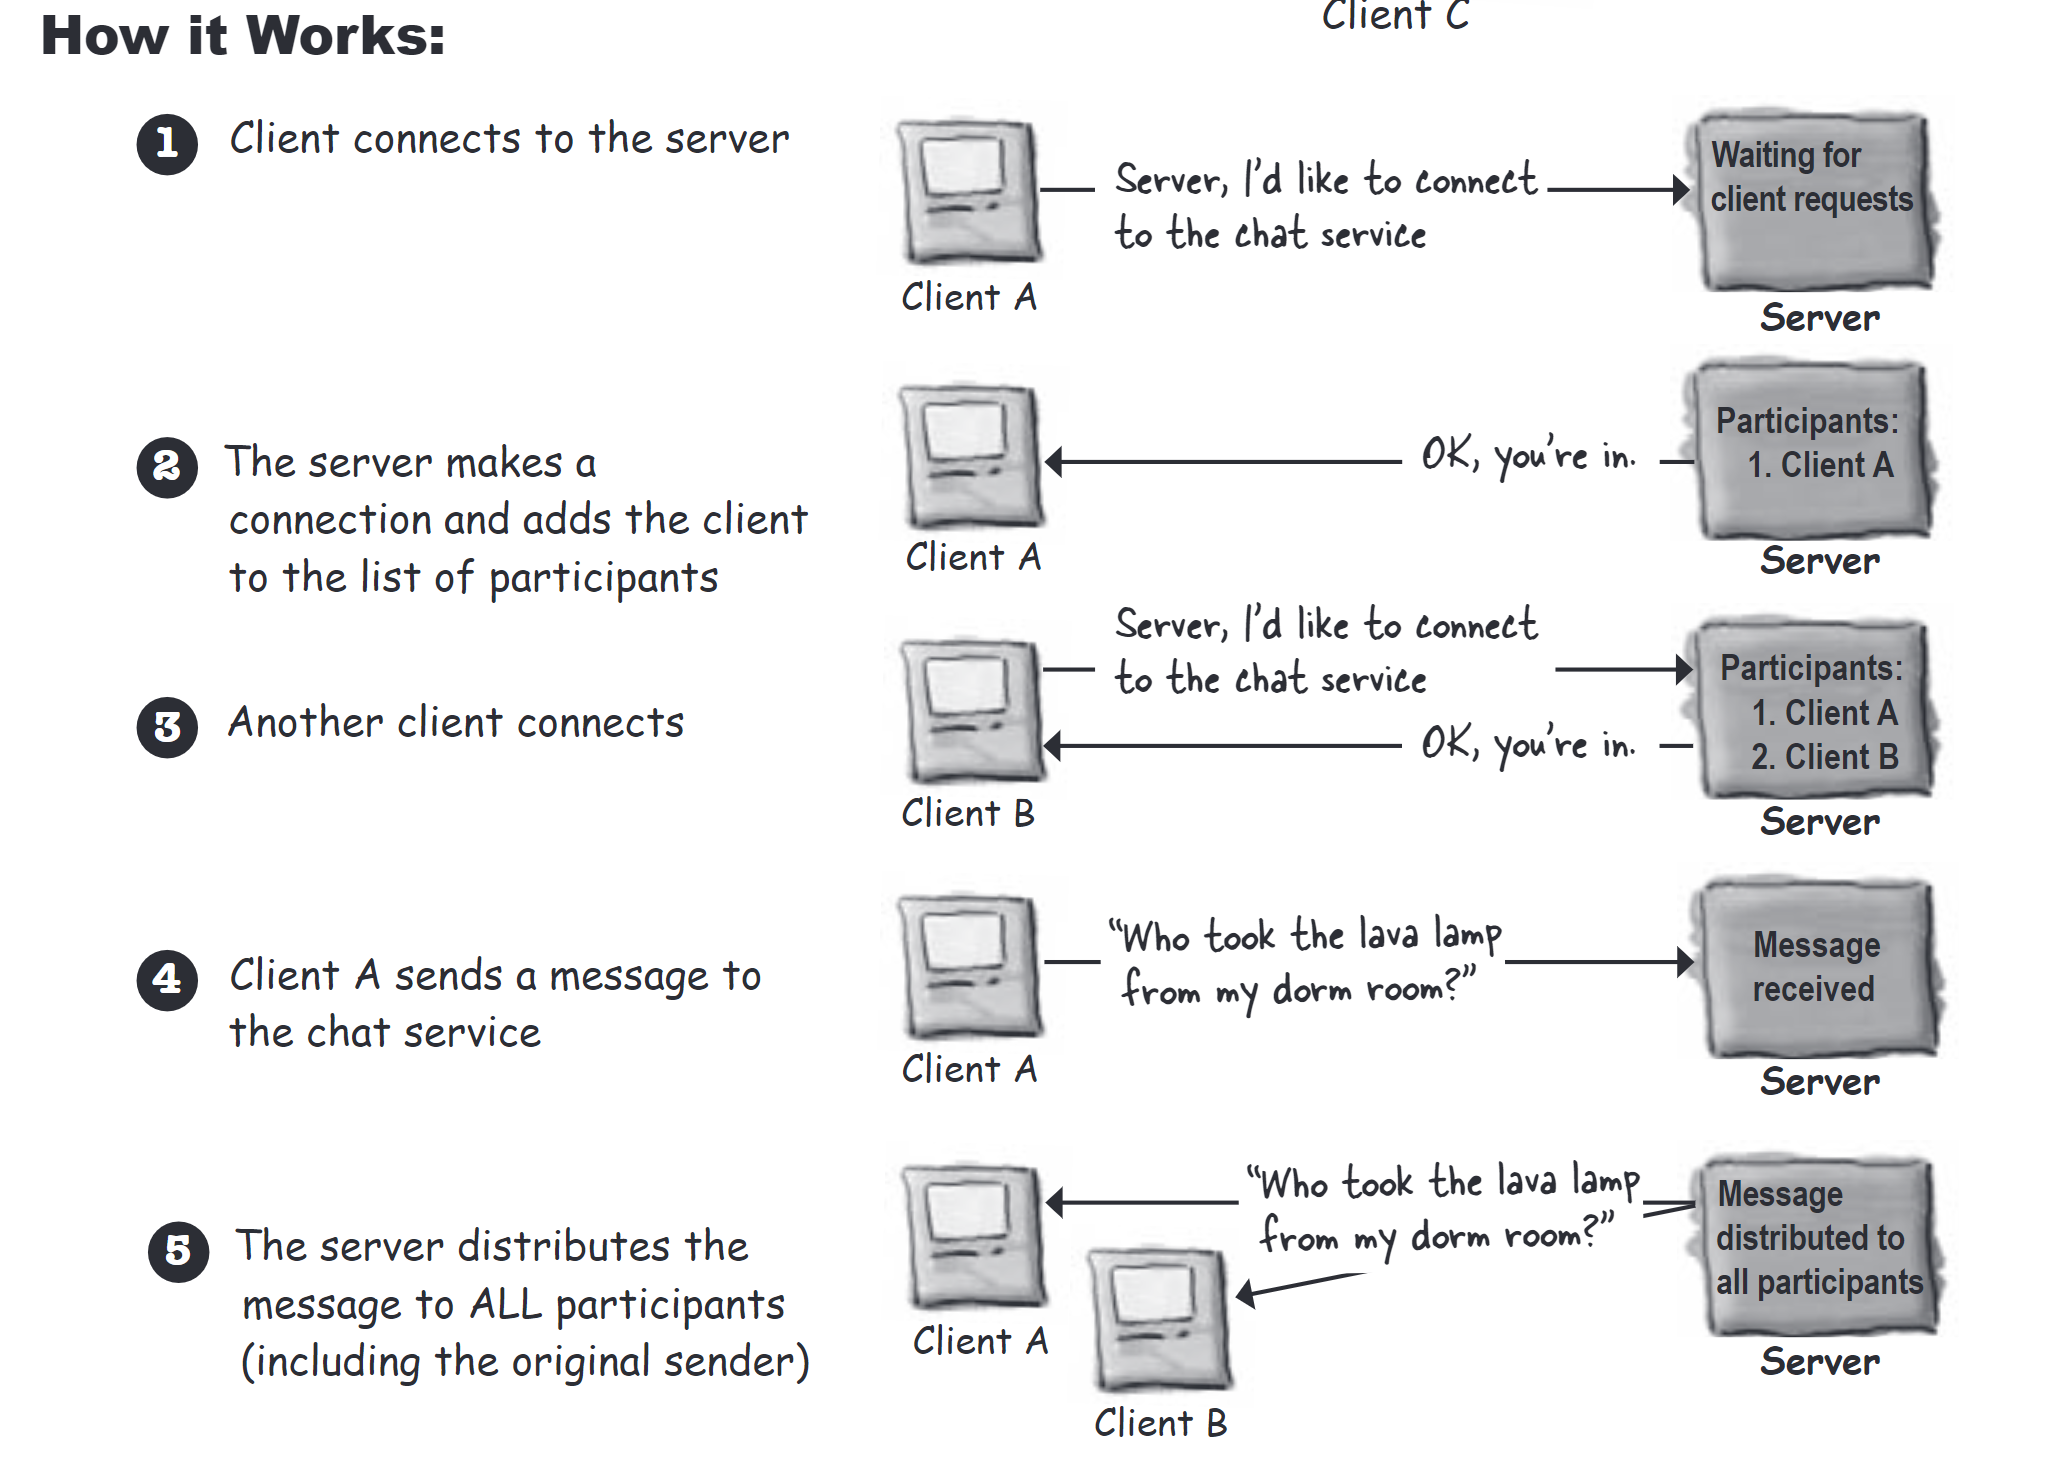 Client C
How it Works:
1 Client connects to the server
Server, I'd like to connect
to the chat service
Waiting for
client requests
Client A
Server
2 The server makes a
connection and adds the client
to the list of participants
OK, you're in.
Participants:
1. Client A
Client A
Server
3 Another client connects
Server, I'd like to connect
to the chat service
OK, you're in.
Participants:
1. Client A
2. Client B
Client B
Server
4 Client A sends a message to
the chat service
“Who took the lava lamp
from my dorm room?”
Message
received
Client A
Server
5 The server distributes the
message to ALL participants
(including the original sender)
“Who took the lava lamp
from my dorm room?”
Message
distributed to
all participants
Client A
Client B
Server